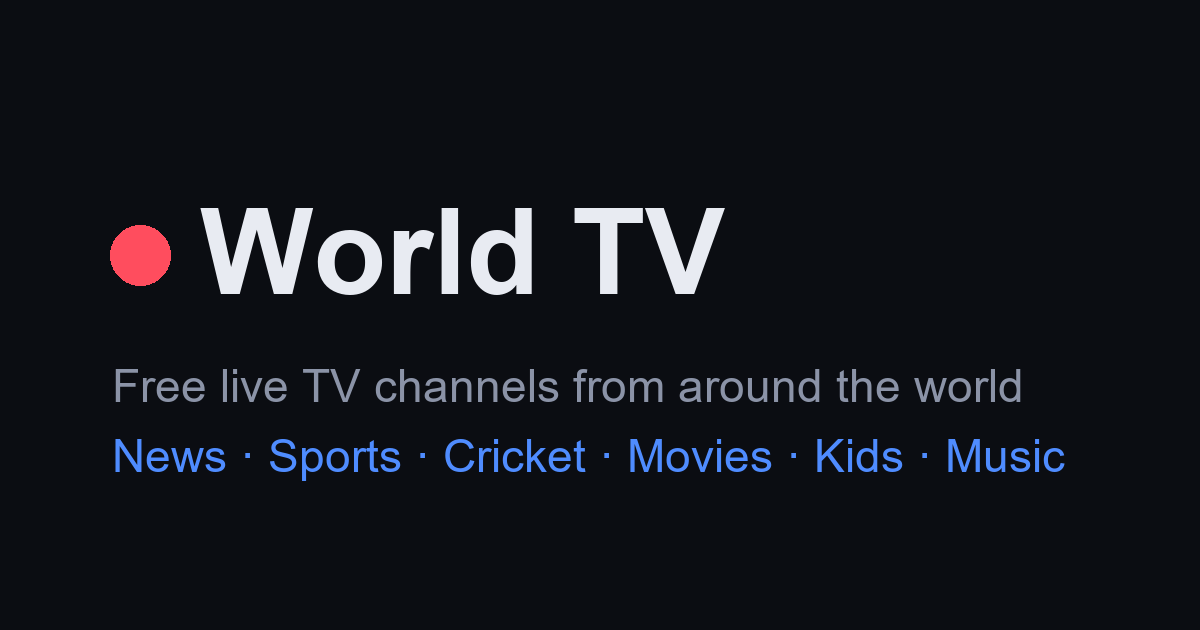 World TV
Free live TV channels from around the world
News · Sports · Cricket · Movies · Kids · Music